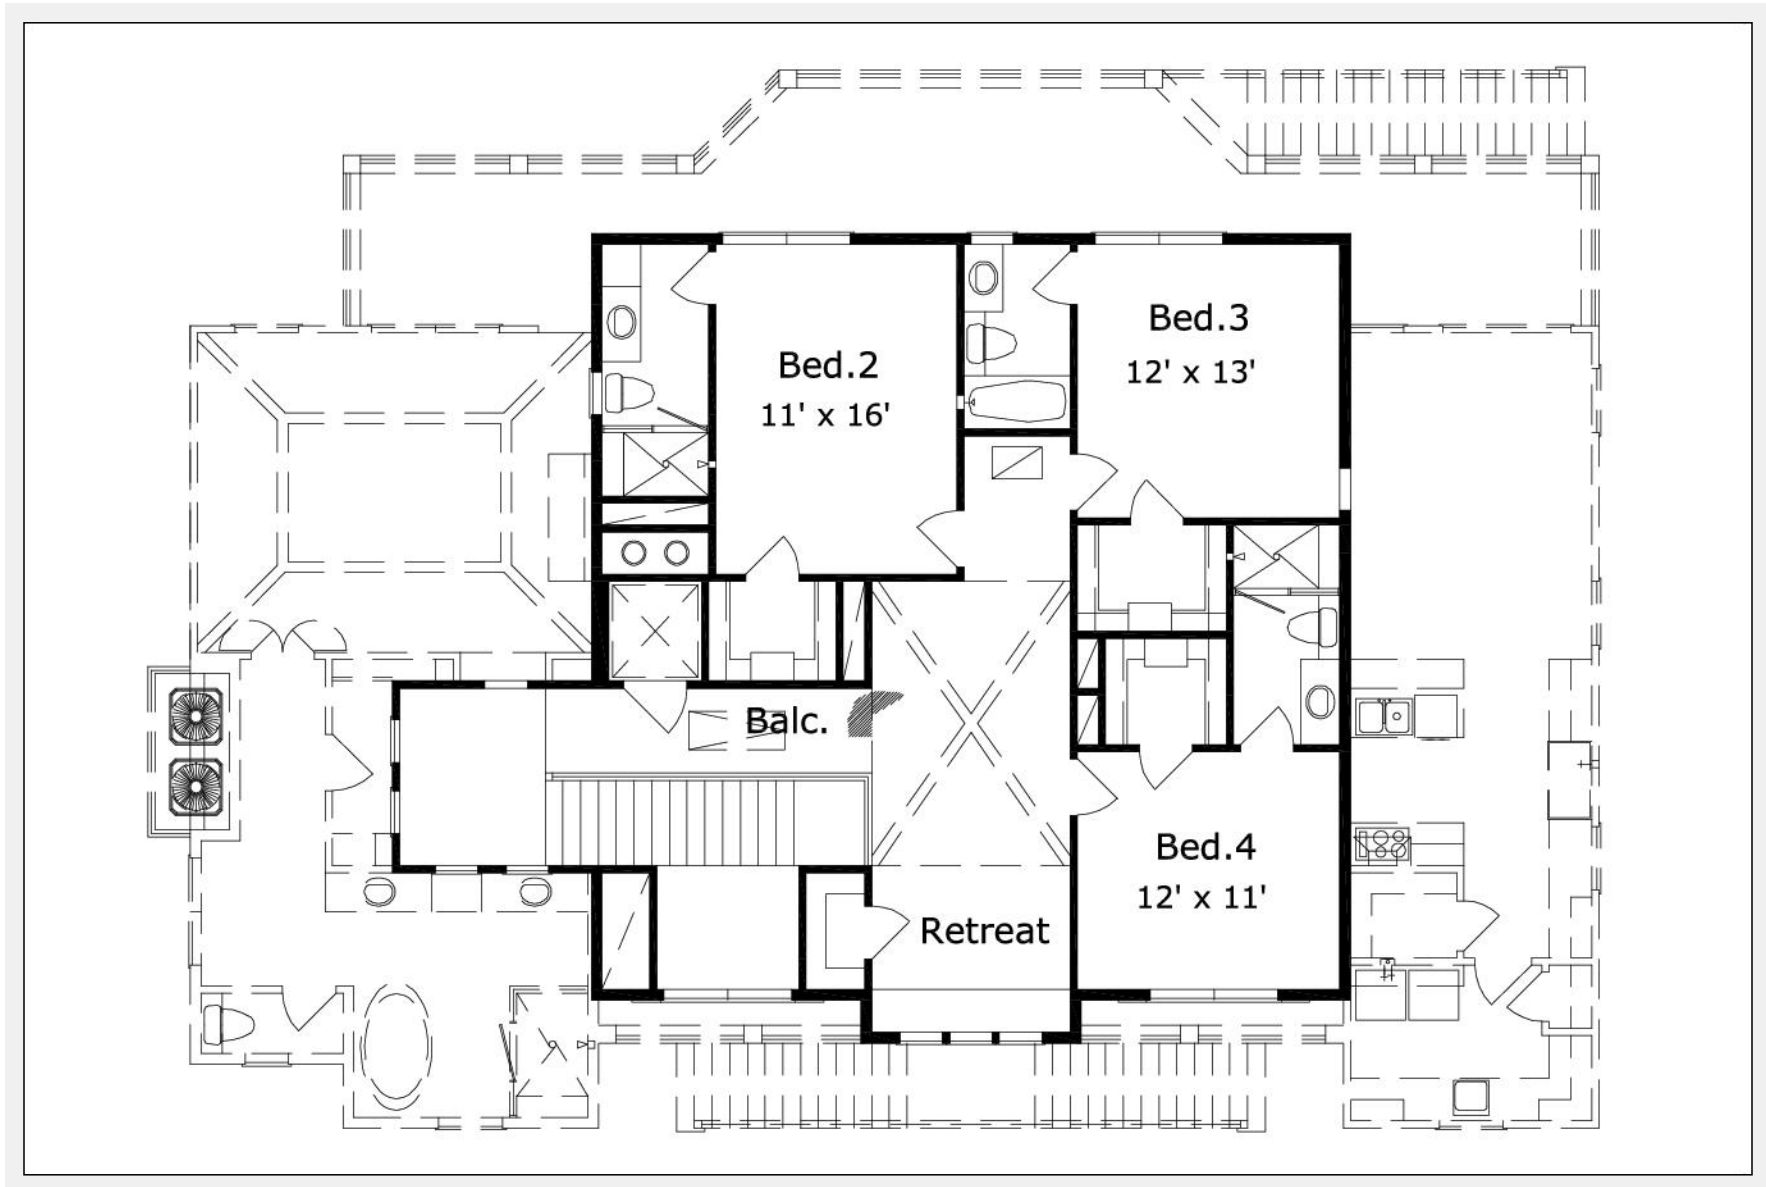 Bed.3
12' x 13'
Bed.2
11' x 16'
Balc.
Bed.4
12' x 11'
Retreat